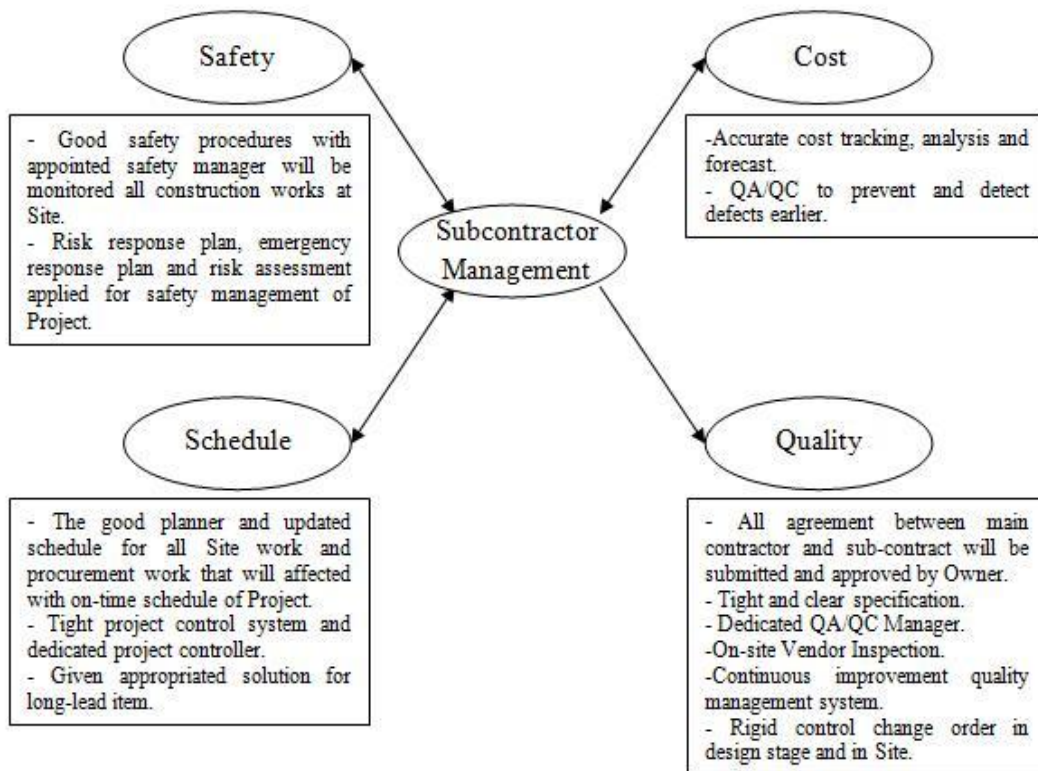 Safety
- Good safety procedures with
appointed safety manager will be
monitored all construction works at
Site.
- Risk response plan, emergency
response plan and risk assessment
applied for safety management of
Project.
Cost
-Accurate cost tracking, analysis and
forecast.
- QA/QC to prevent and detect
defects earlier.
Subcontractor
Management
Schedule
- The good planner and updated
schedule for all Site work and
procurement work that will affected
with on-time schedule of Project.
- Tight project control system and
dedicated project controller.
- Given appropriated solution for
long-lead item.
Quality
- All agreement between main
contractor and sub-contract will be
submitted and approved by Owner.
- Tight and clear specification.
- Dedicated QA/QC Manager.
-On-site Vendor Inspection.
-Continuous improvement quality
management system.
- Rigid control change order in
design stage and in Site.